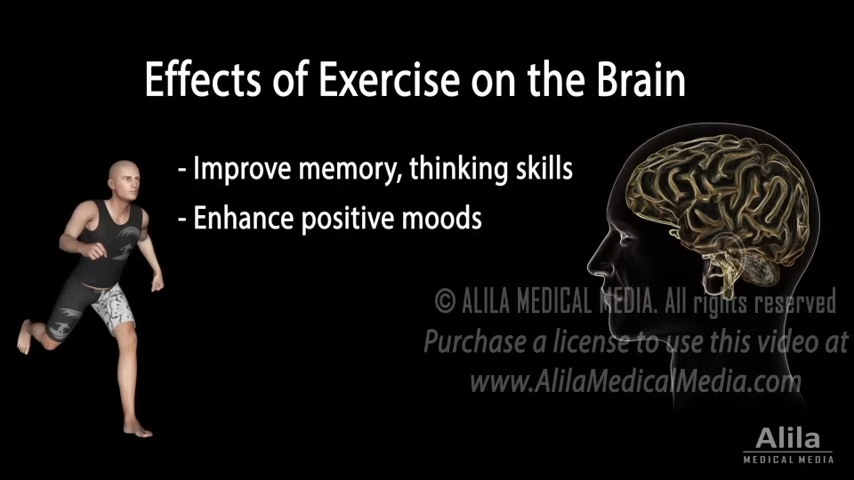 Effects of Exercise on the Brain
- Improve memory, thinking skills
- Enhance positive moods
© ALILA MEDICAL MEDIA. All rights reserved
Purchase a license to use this video at
www.AlilaMedicalMedia.com
Alila
MEDICAL MEDIA